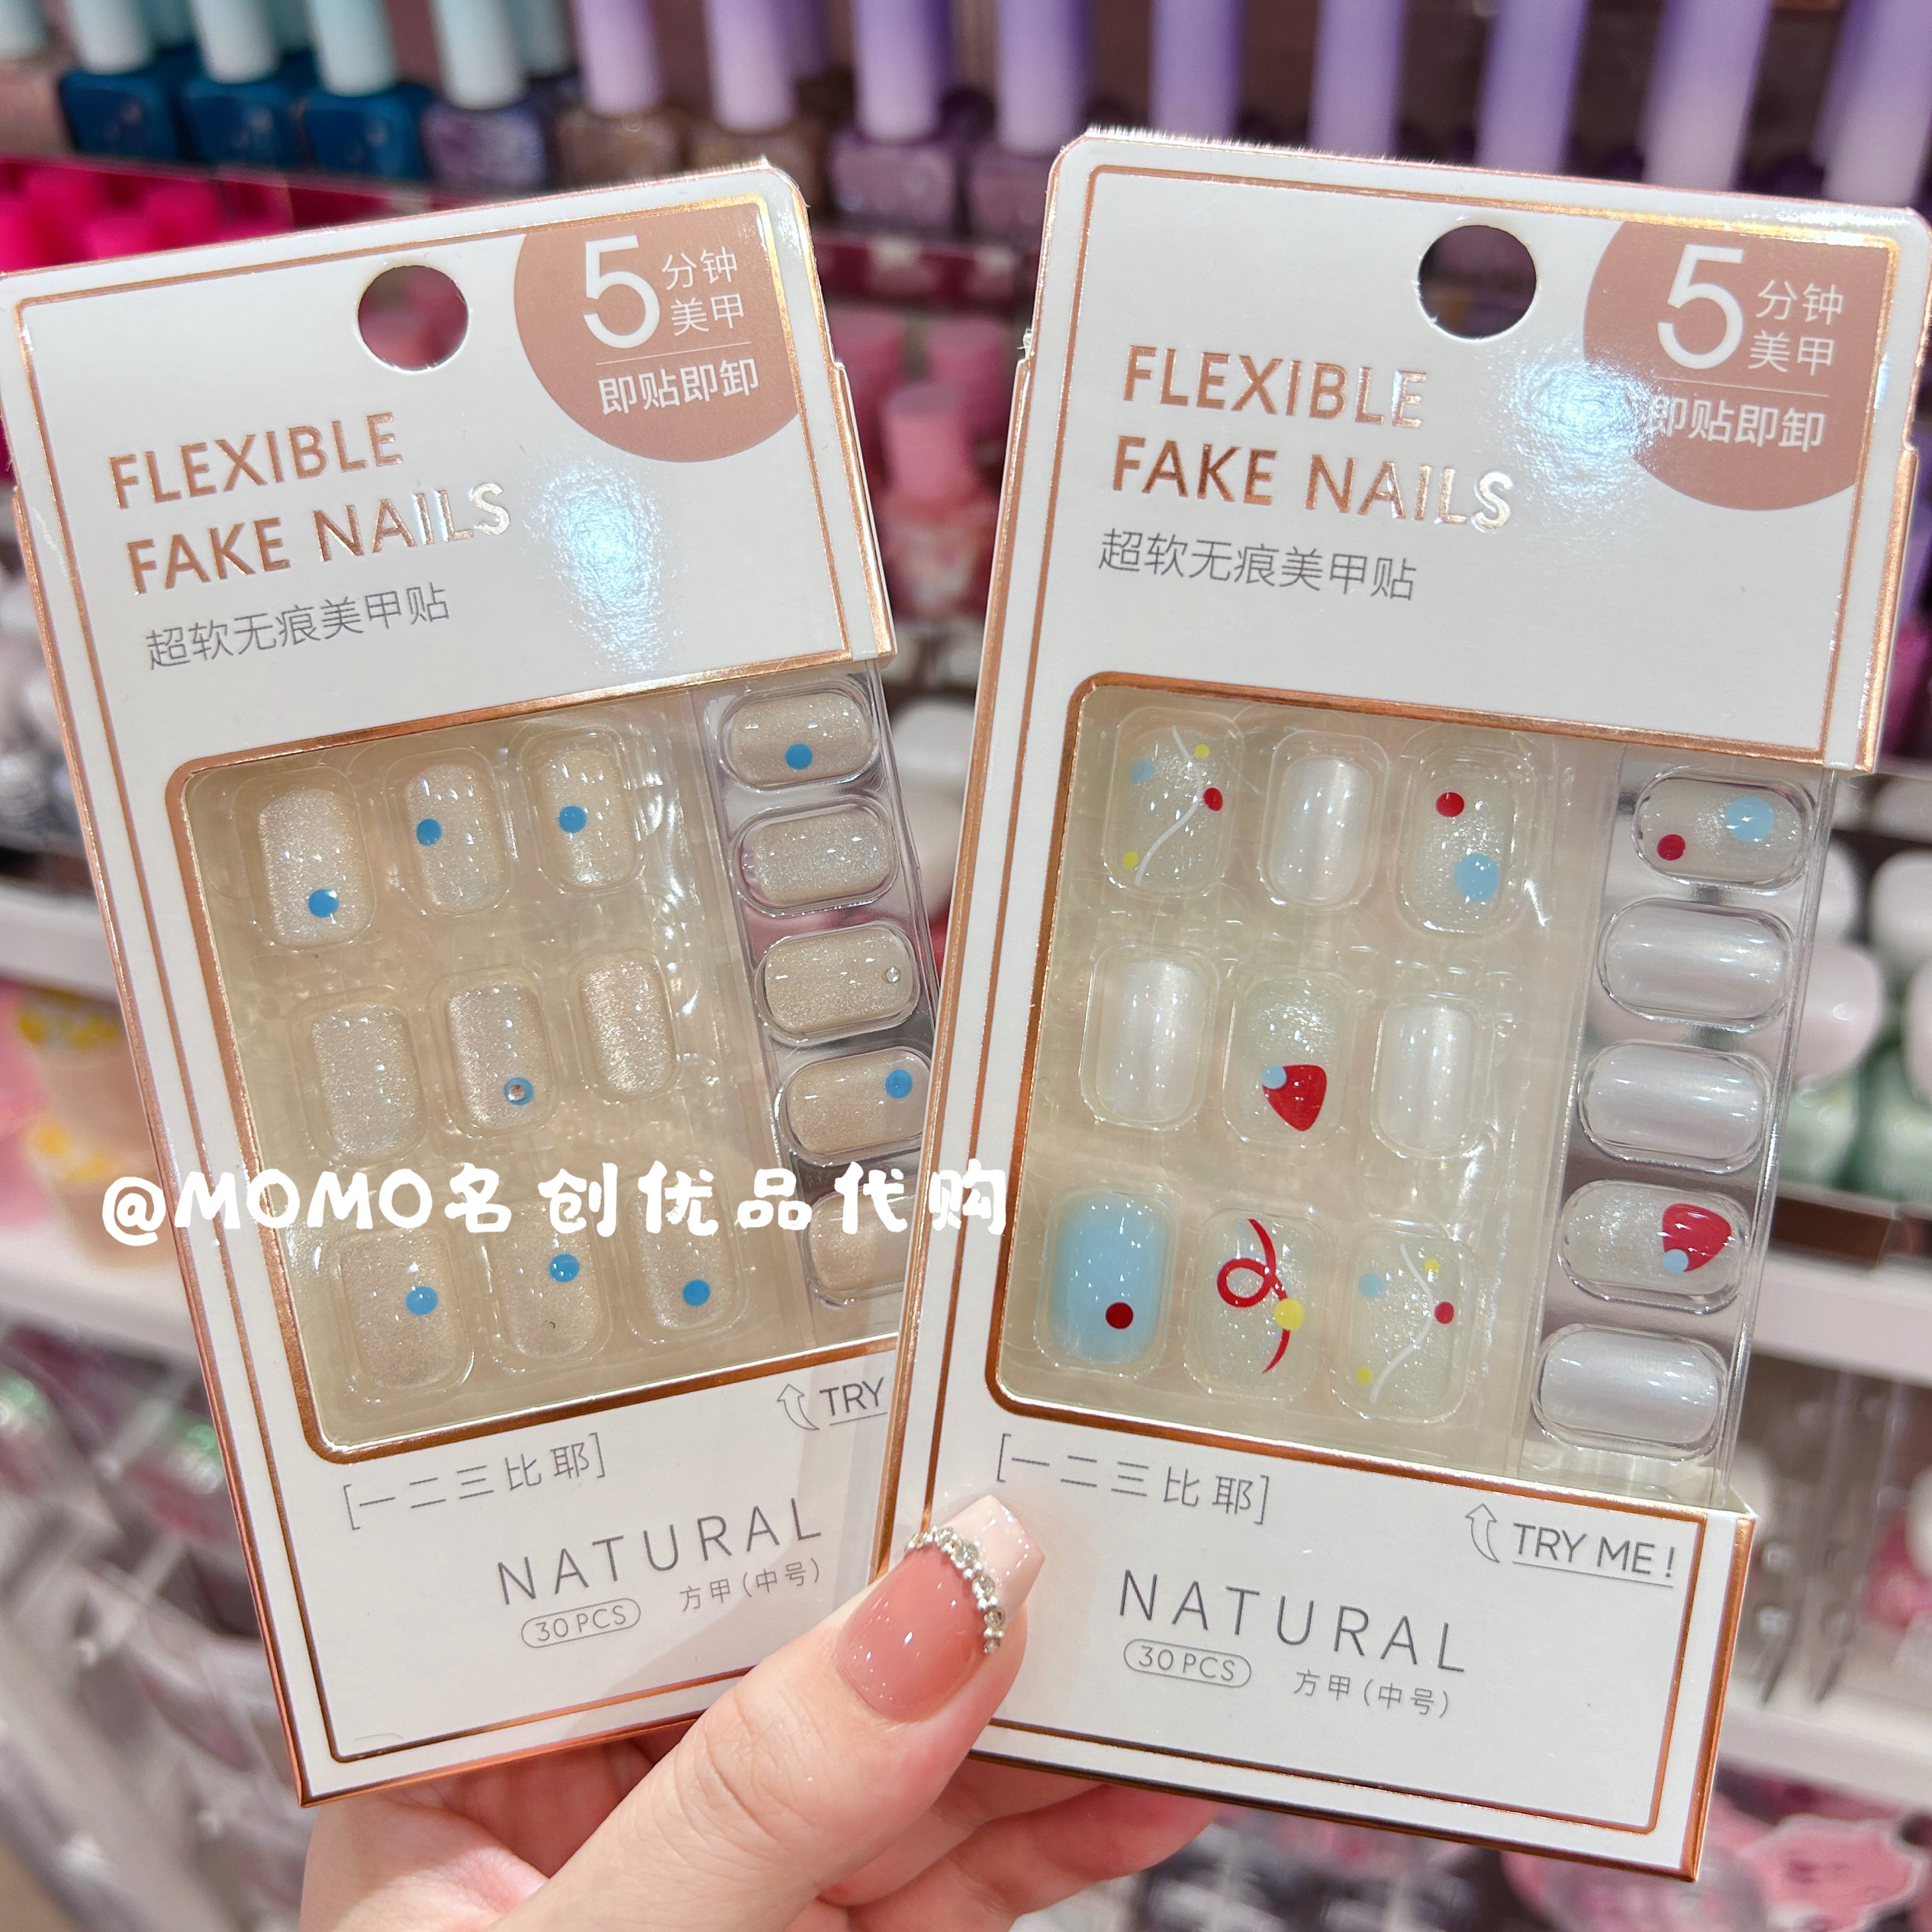 5 分钟
美甲
即贴即卸
FLEXIBLE
FAKE NAILS
超软无痕美甲贴
TRY
[一二三比耶]
NATURAL
30 PCS 方甲(中号)
5 分钟
美甲
即贴即卸
FLEXIBLE
FAKE NAILS
超软无痕美甲贴
[一二三比耶]
TRY ME!
NATURAL
30 PCS 方甲(中号)
@MOMO名创优品代购